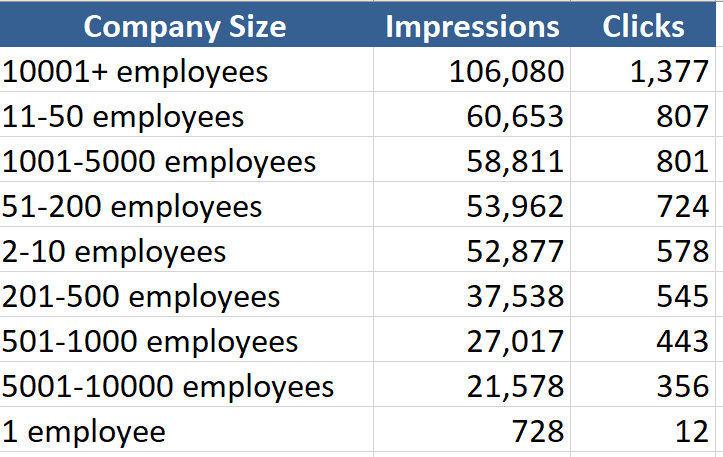 Company Size Impressions Clicks
10001+ employees 106,080 1,377
11-50 employees 60,653 807
1001-5000 employees 58,811 801
51-200 employees 53,962 724
2-10 employees 52,877 578
201-500 employees 37,538 545
501-1000 employees 27,017 443
5001-10000 employees 21,578 356
1 employee 728 12